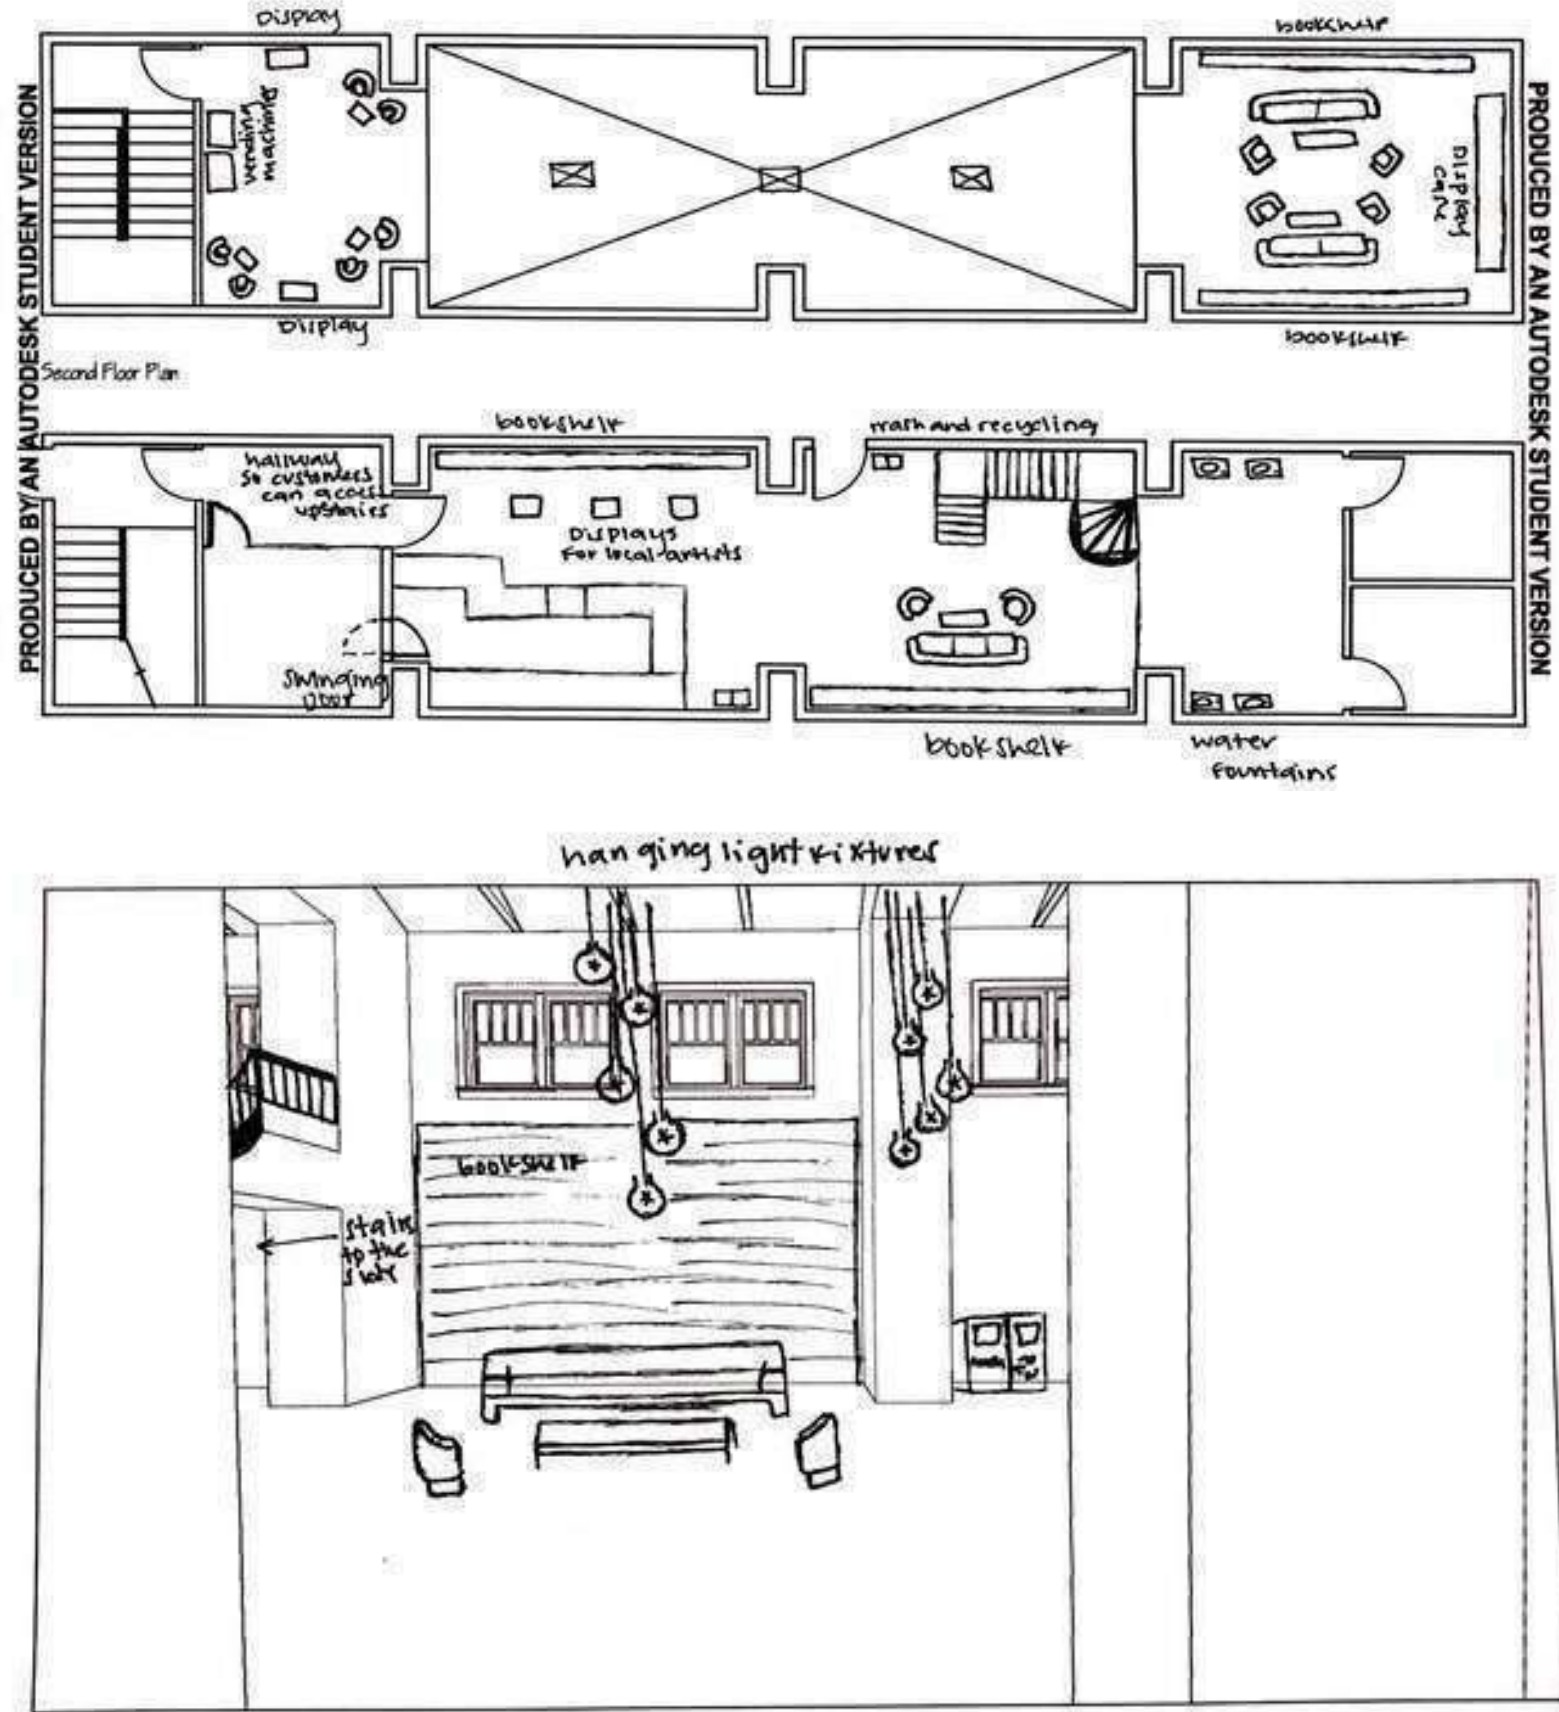 Display
bookshelf
PRODUCED BY AN AUTODESK STUDENT VERSION
PRODUCED BY AN AUTODESK STUDENT VERSION
vending
machines
Display
case
Display
bookshelf
Second Floor Plan
bookshelf
trash and recycling
hallway
so customers
can access
upstairs
Displays
for local artists
swinging
door
bookshelf
water
fountains
hanging light fixtures
bookshelf
stairs
to the